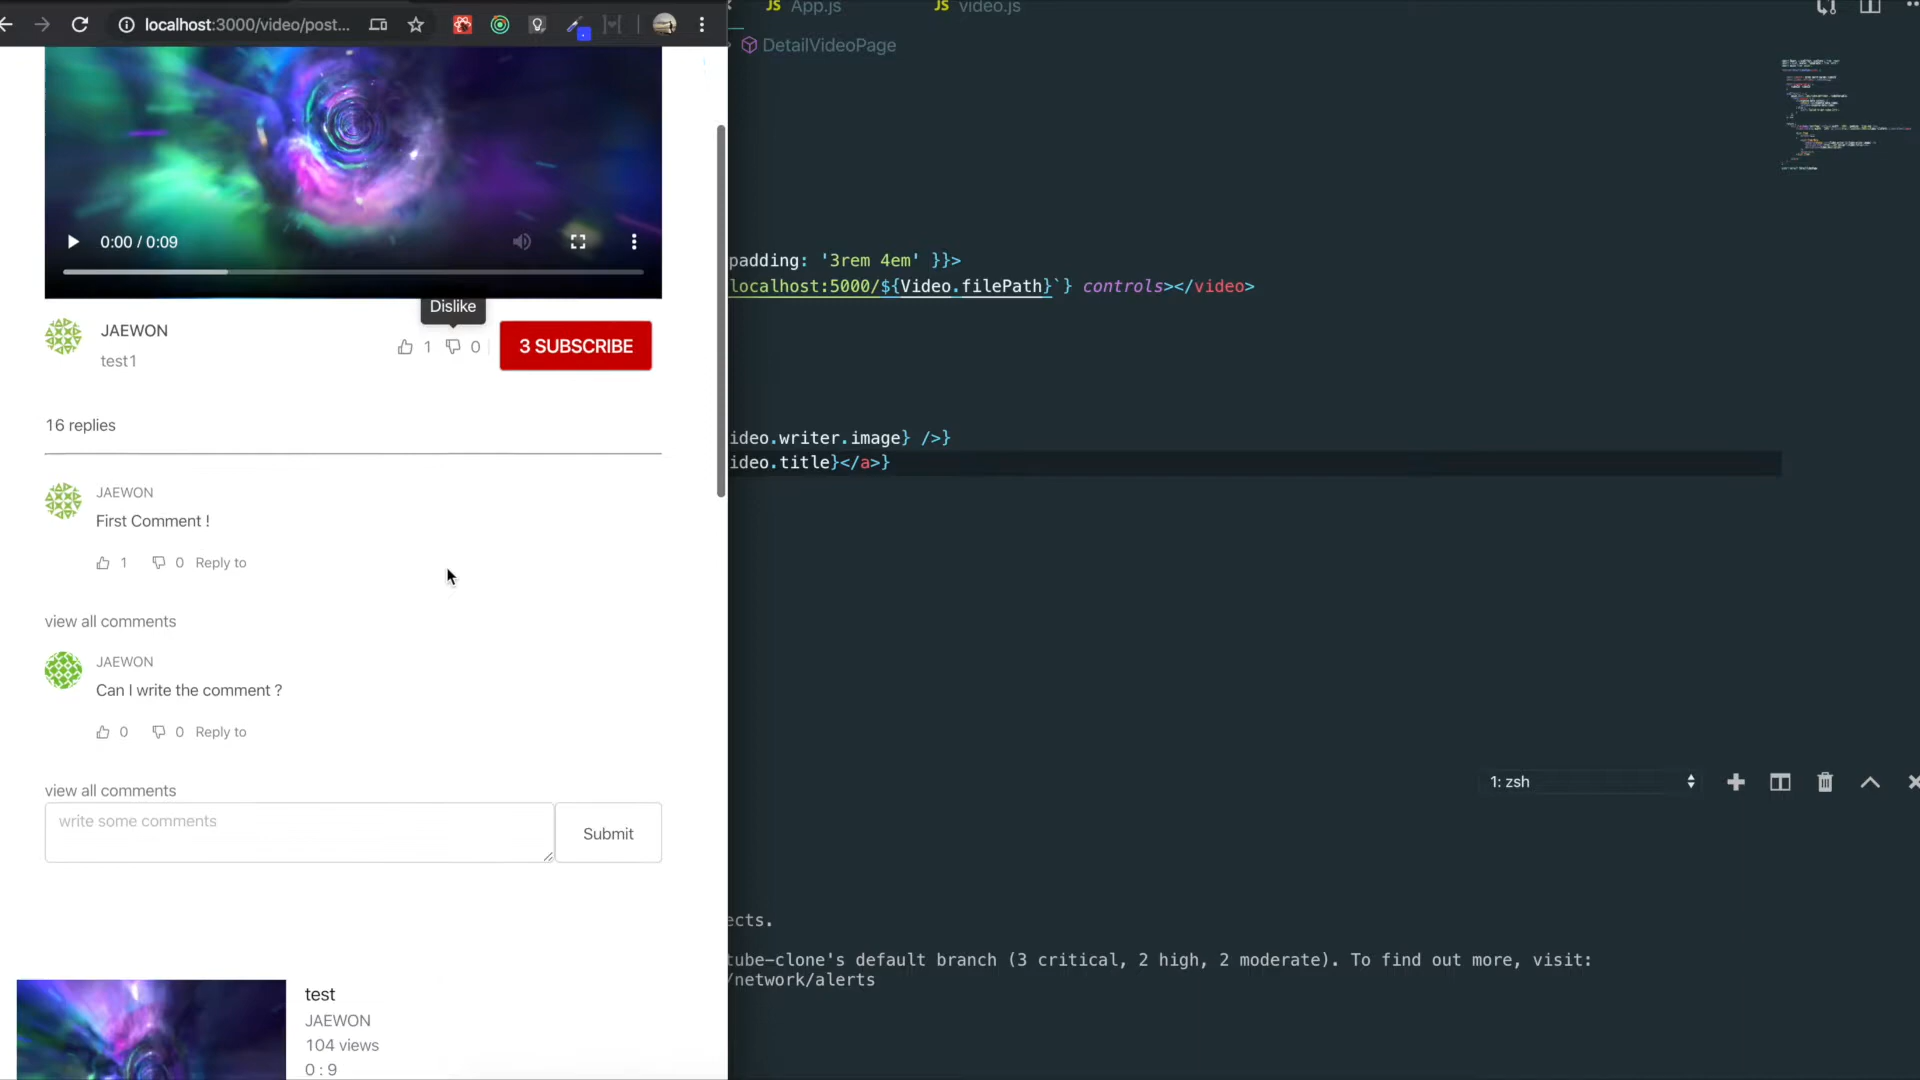 localhost:3000/video/post...
JS App.js
JS video.js
DetailVideoPage
0:00 / 0:09
Dislike
JAEWON
test1
1
0
3 SUBSCRIBE
16 replies
JAEWON
First Comment !
1 0 Reply to
view all comments
JAEWON
Can I write the comment ?
0 0 Reply to
view all comments
write some comments
Submit
test
JAEWON
104 views
0 : 9
padding: '3rem 4em' }}>
localhost:5000/${Video.filePath}`} controls></video>
ideo.writer.image} />}
ideo.title}</a>}
1: zsh
ects.
tube-clone's default branch (3 critical, 2 high, 2 moderate). To find out more, visit:
/network/alerts